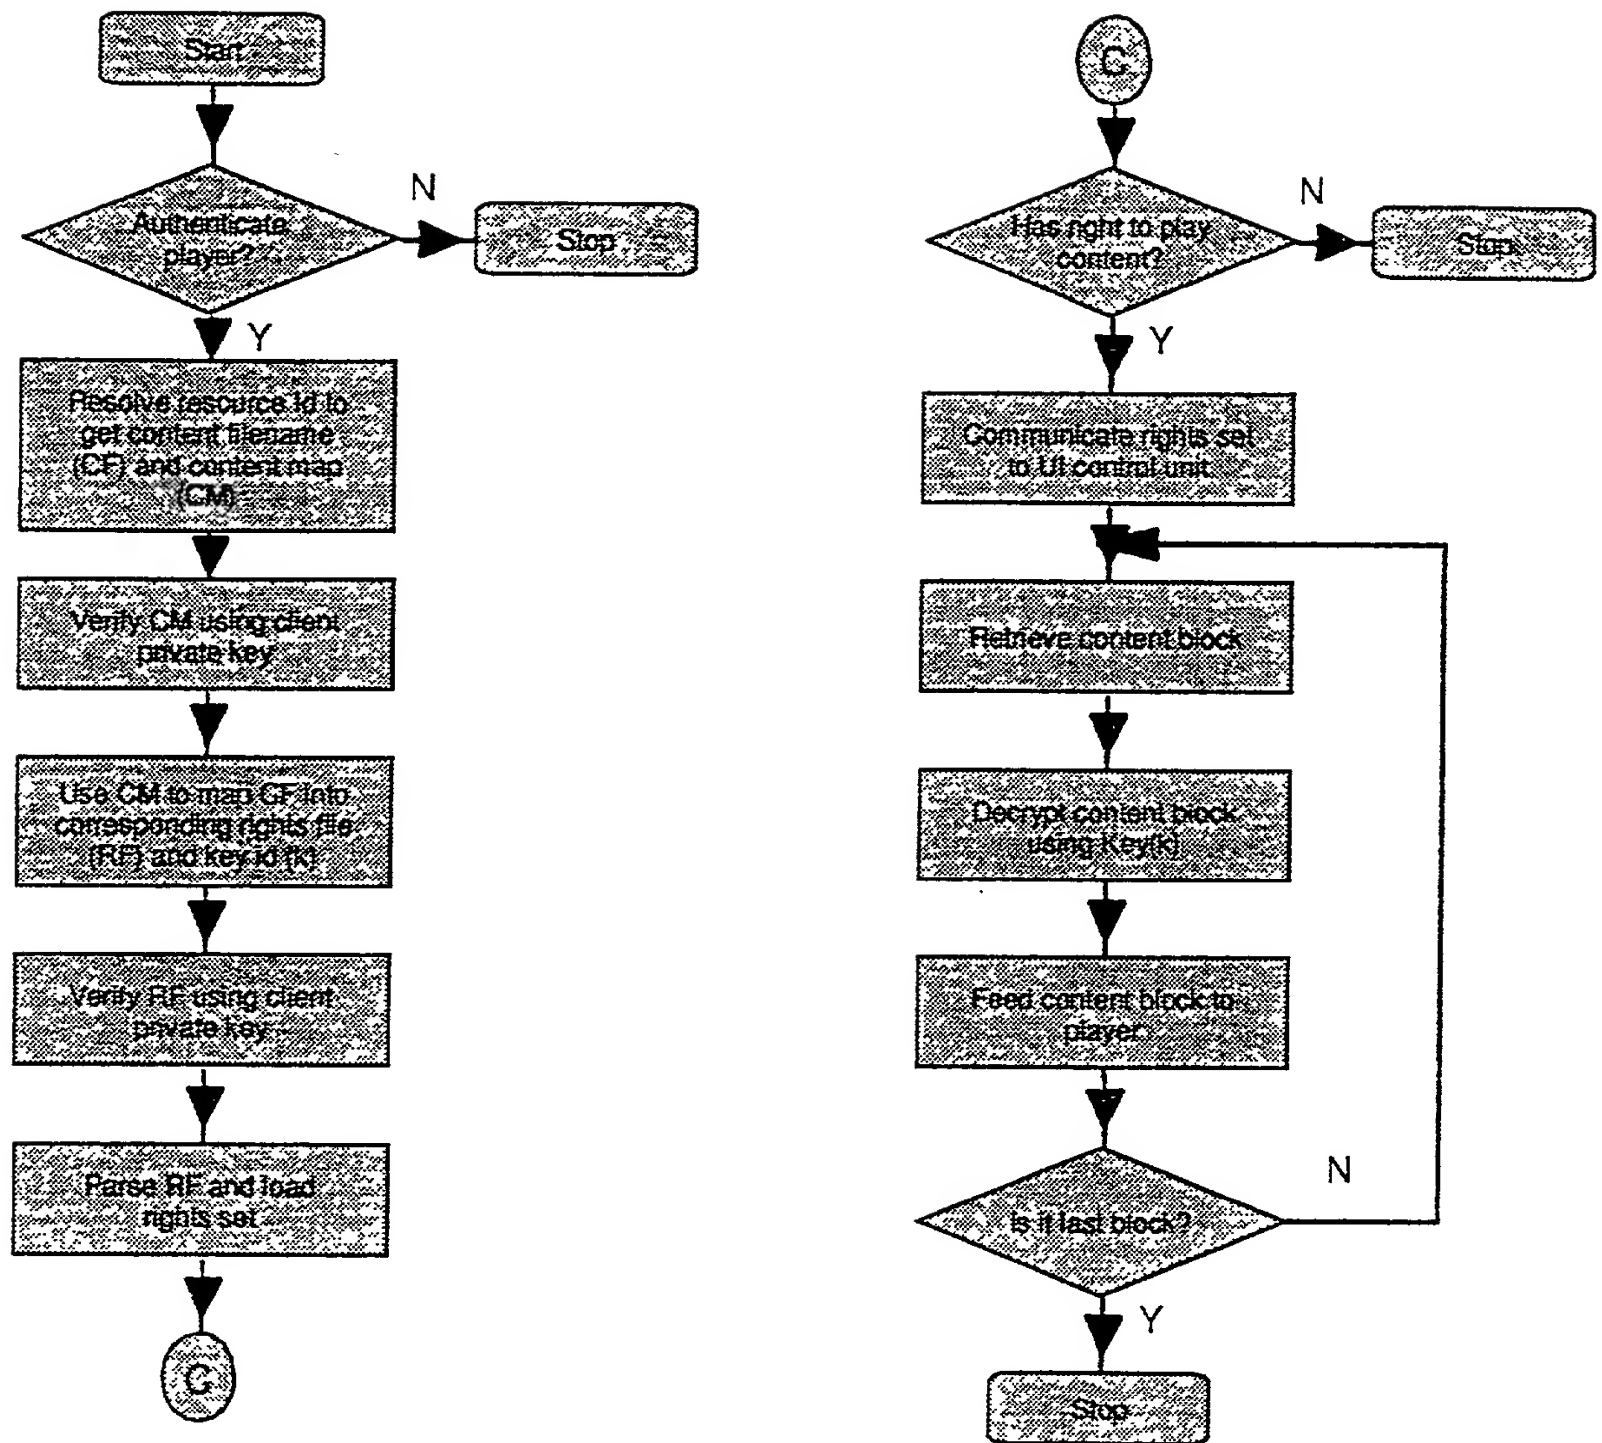 Start
Authenticate
player?
N
Stop
Y
Resolve resource Id to
get content filename
(CF) and content map
(CM)
Verify CM using client
private key
Use CM to map CF into
corresponding rights file
(RF) and key id (k)
Verify RF using client
private key
Parse RF and load
rights set
C
C
Has right to play
content?
N
Stop
Y
Communicate rights set
to UI control unit
Retrieve content block
Decrypt content block
using Key(k)
Feed content block to
player
Is it last block?
N
Y
Stop